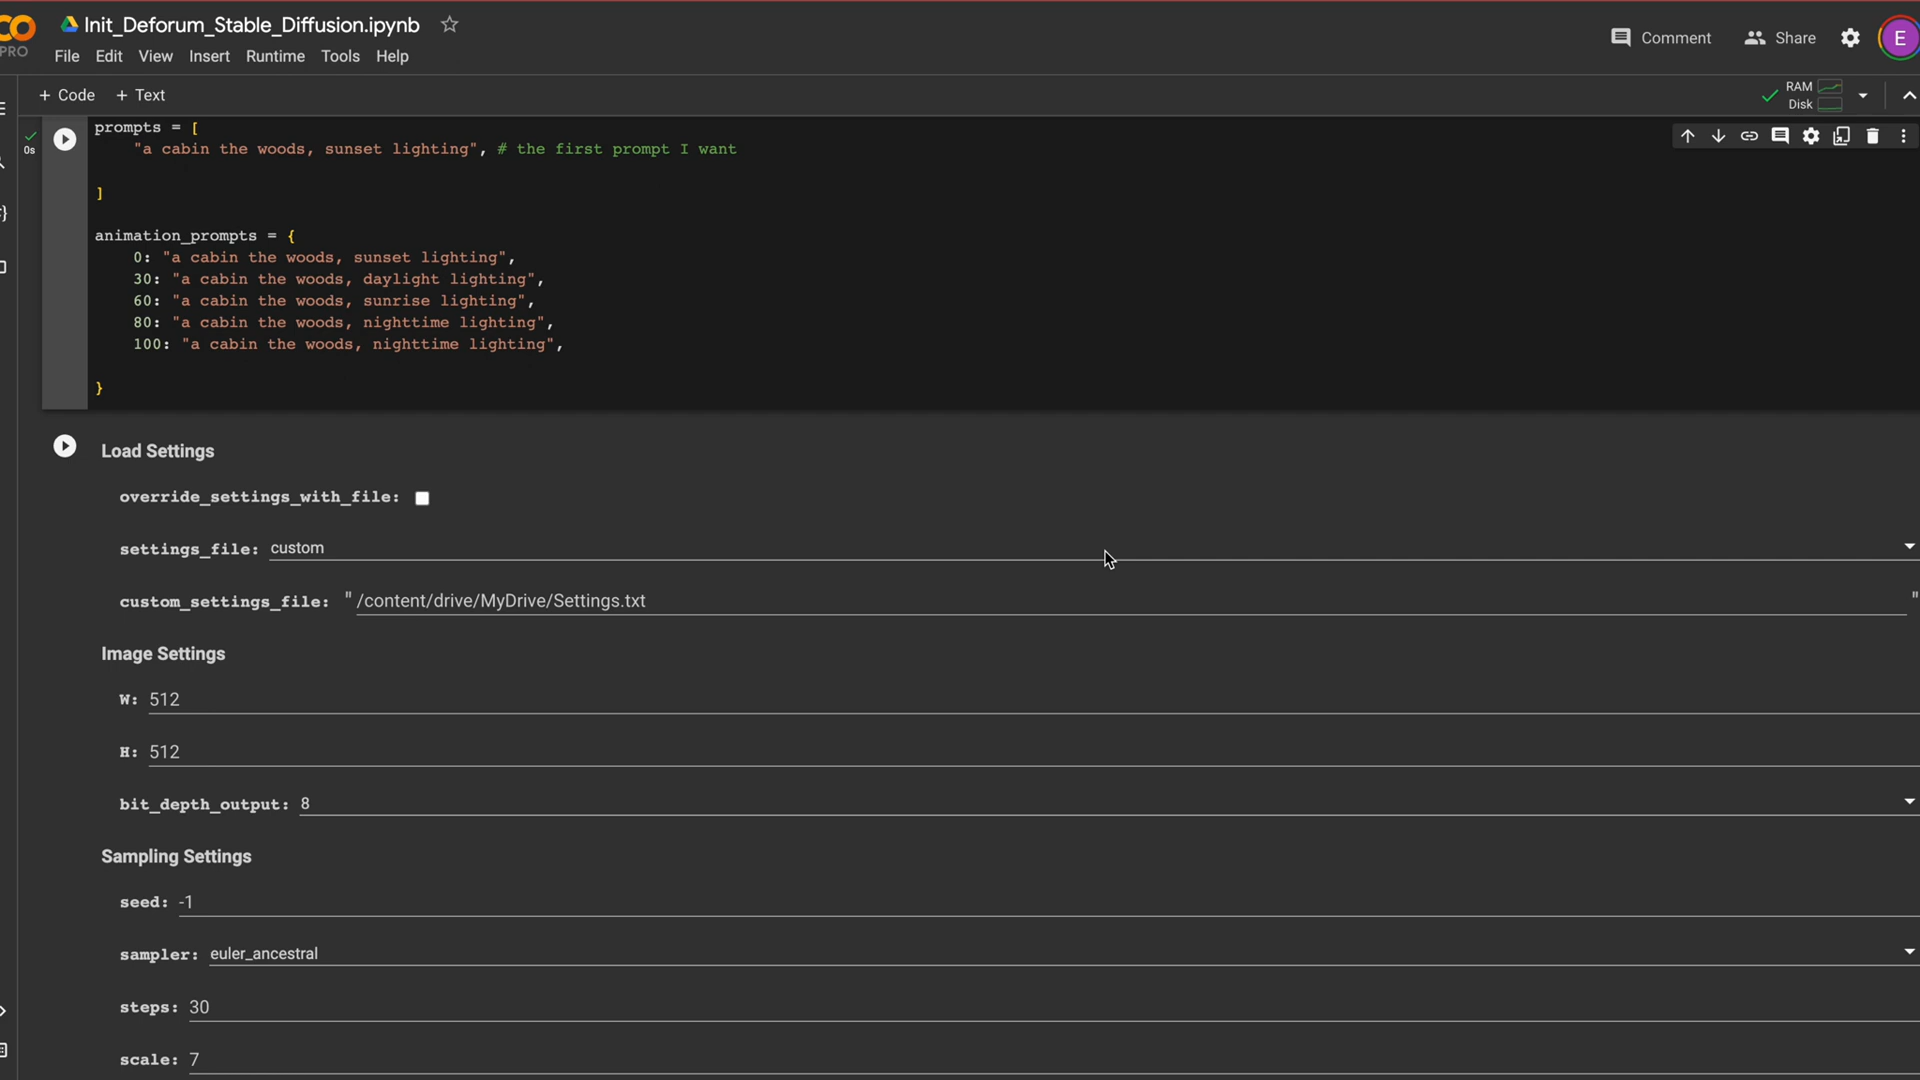 Init_Deforum_Stable_Diffusion.ipynb
Comment Share E
PRO
File Edit View Insert Runtime Tools Help
+ Code + Text
RAM
Disk
0s
prompts = [
"a cabin the woods, sunset lighting", # the first prompt I want
]
animation_prompts = {
0: "a cabin the woods, sunset lighting",
30: "a cabin the woods, daylight lighting",
60: "a cabin the woods, sunrise lighting",
80: "a cabin the woods, nighttime lighting",
100: "a cabin the woods, nighttime lighting",
}
Load Settings
override_settings_with_file:
settings_file: custom
custom_settings_file: "/content/drive/MyDrive/Settings.txt"
Image Settings
W: 512
H: 512
bit_depth_output: 8
Sampling Settings
seed: -1
sampler: euler_ancestral
steps: 30
scale: 7